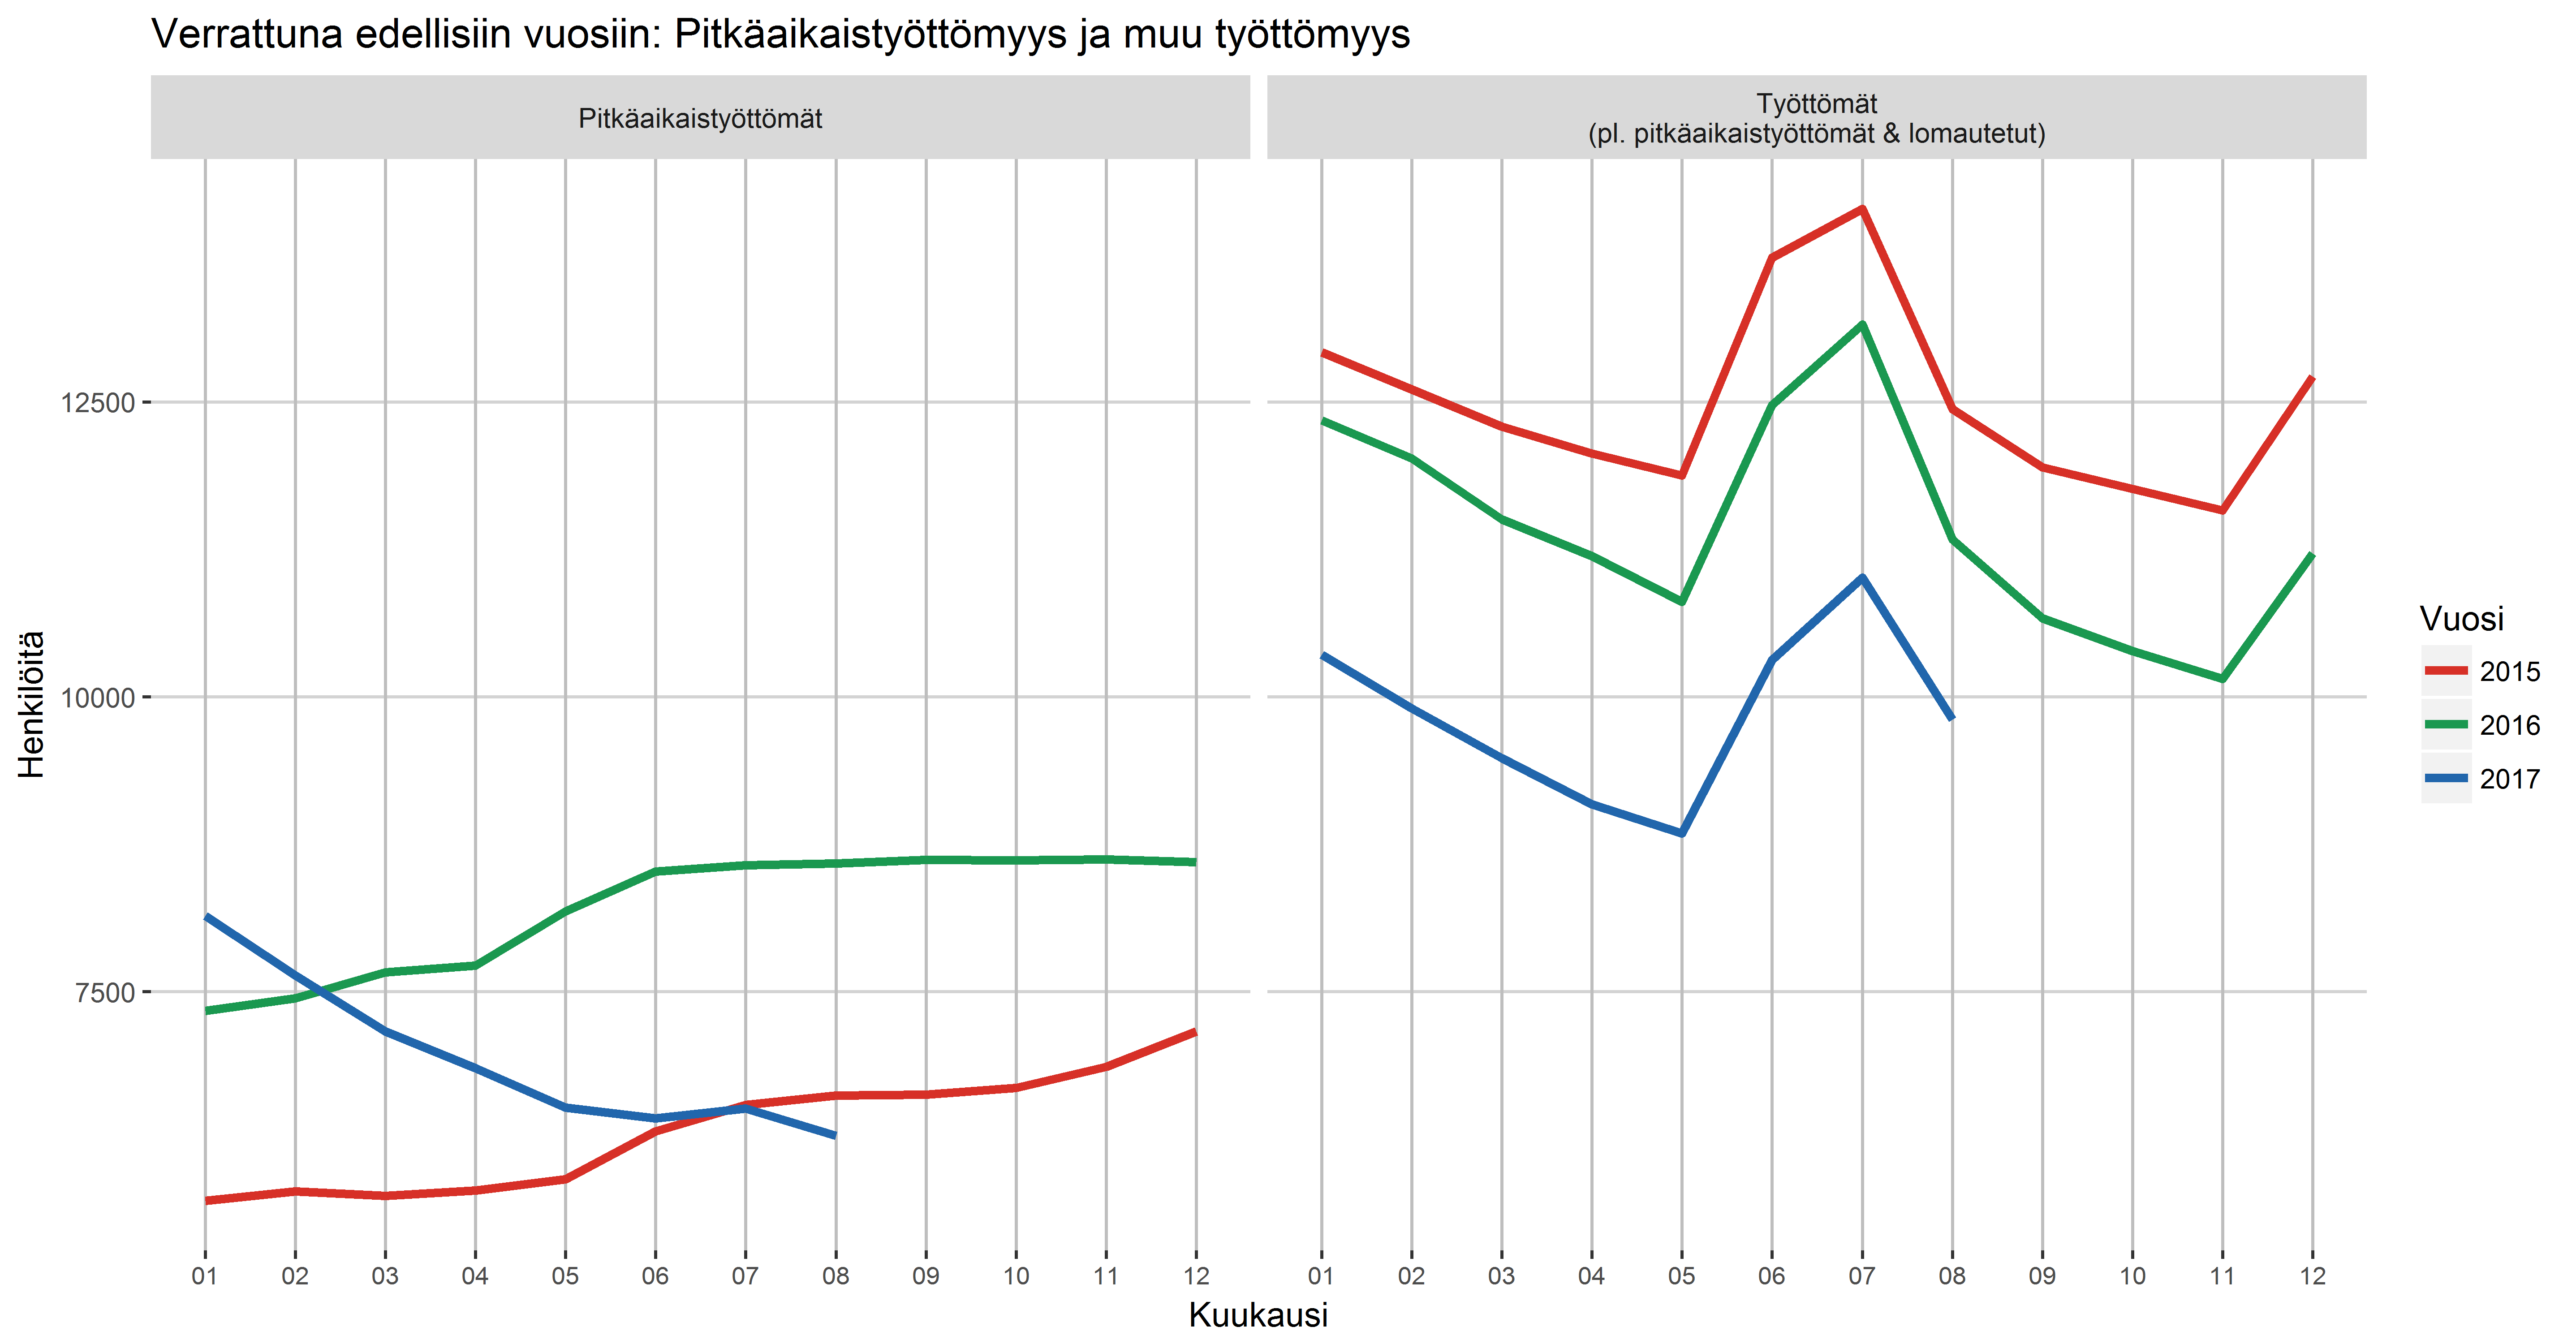 Verrattuna edellisiin vuosiin: Pitkäaikaistyöttömyys ja muu työttömyys
Pitkäaikaistyöttömät
Työttömät
(pl. pitkäaikaistyöttömät & lomautetut)
Henkilöitä
12500
10000
7500
01 02 03 04 05 06 07 08 09 10 11 12
01 02 03 04 05 06 07 08 09 10 11 12
Kuukausi
Vuosi
2015
2016
2017